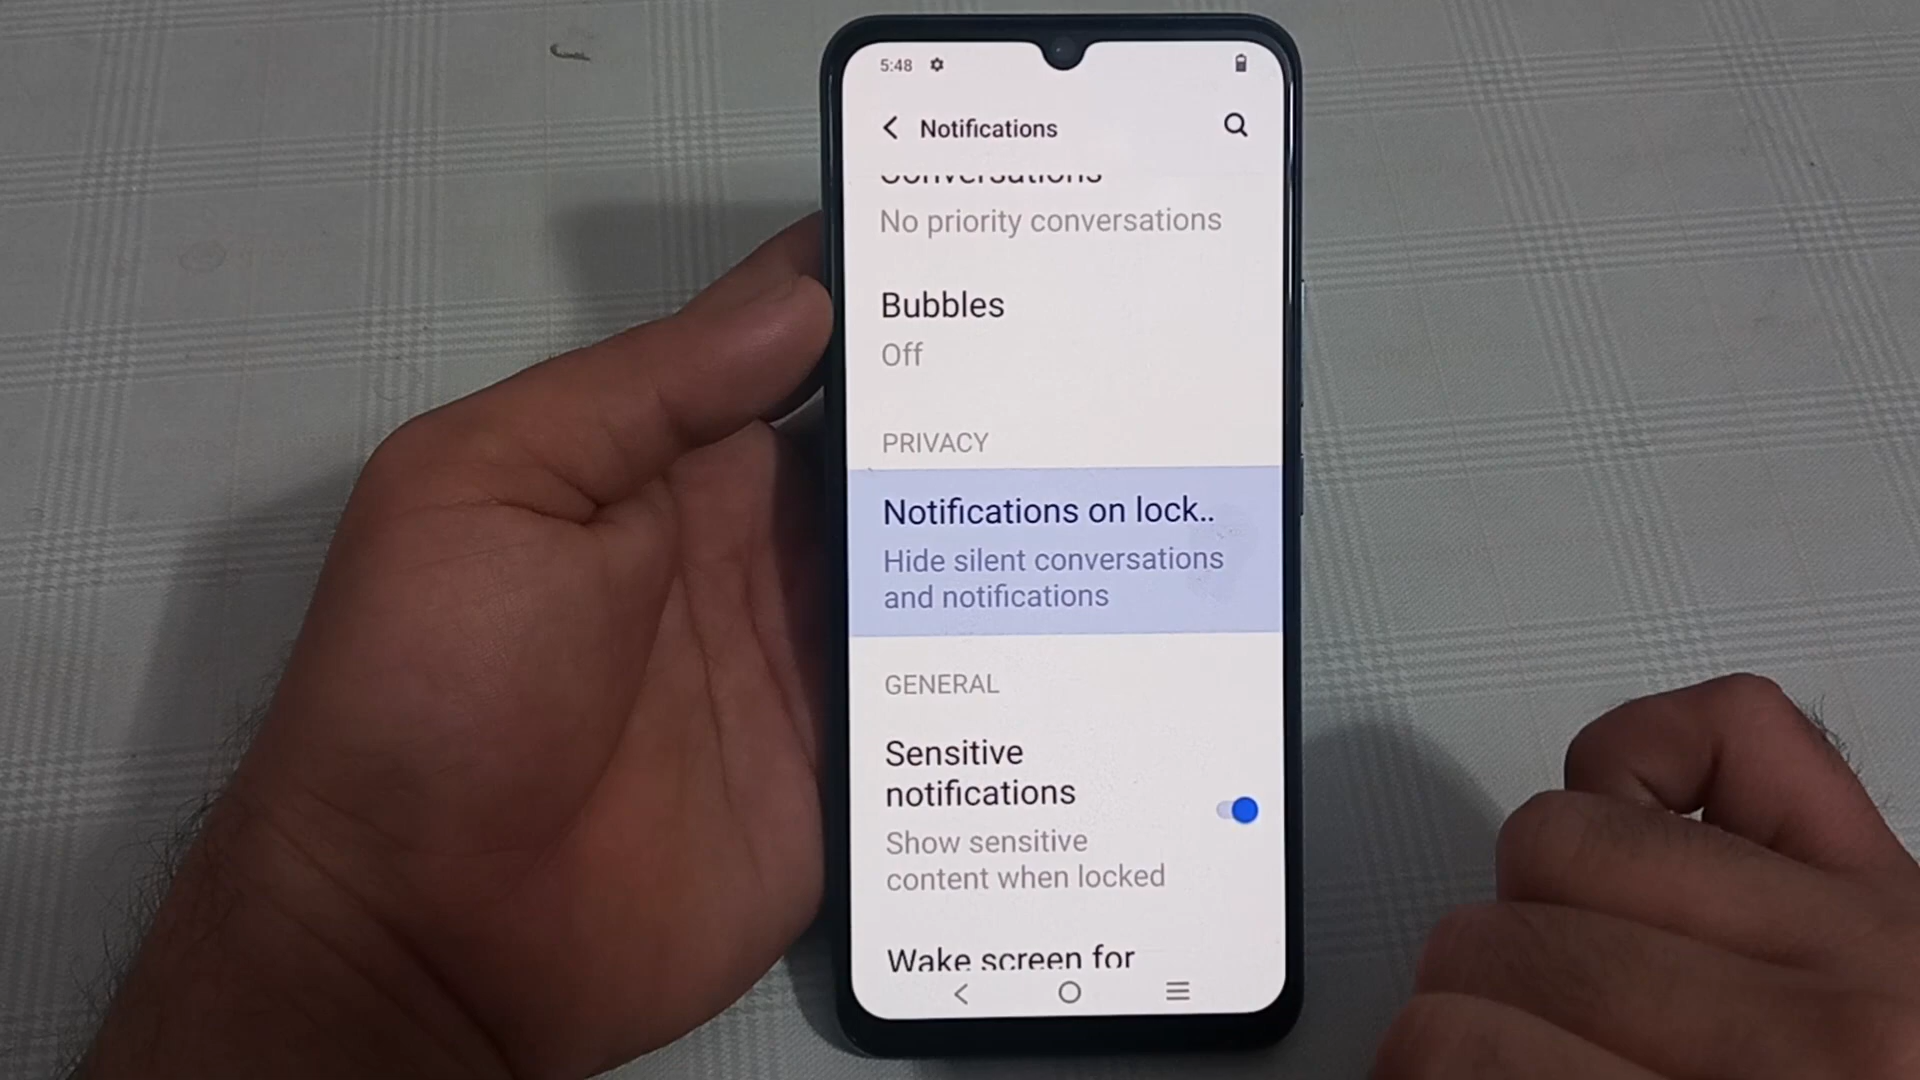 5:48
Notifications
Conversations
No priority conversations
Bubbles
Off
PRIVACY
Notifications on lock..
Hide silent conversations
and notifications
GENERAL
Sensitive
notifications
Show sensitive
content when locked
Wake screen for